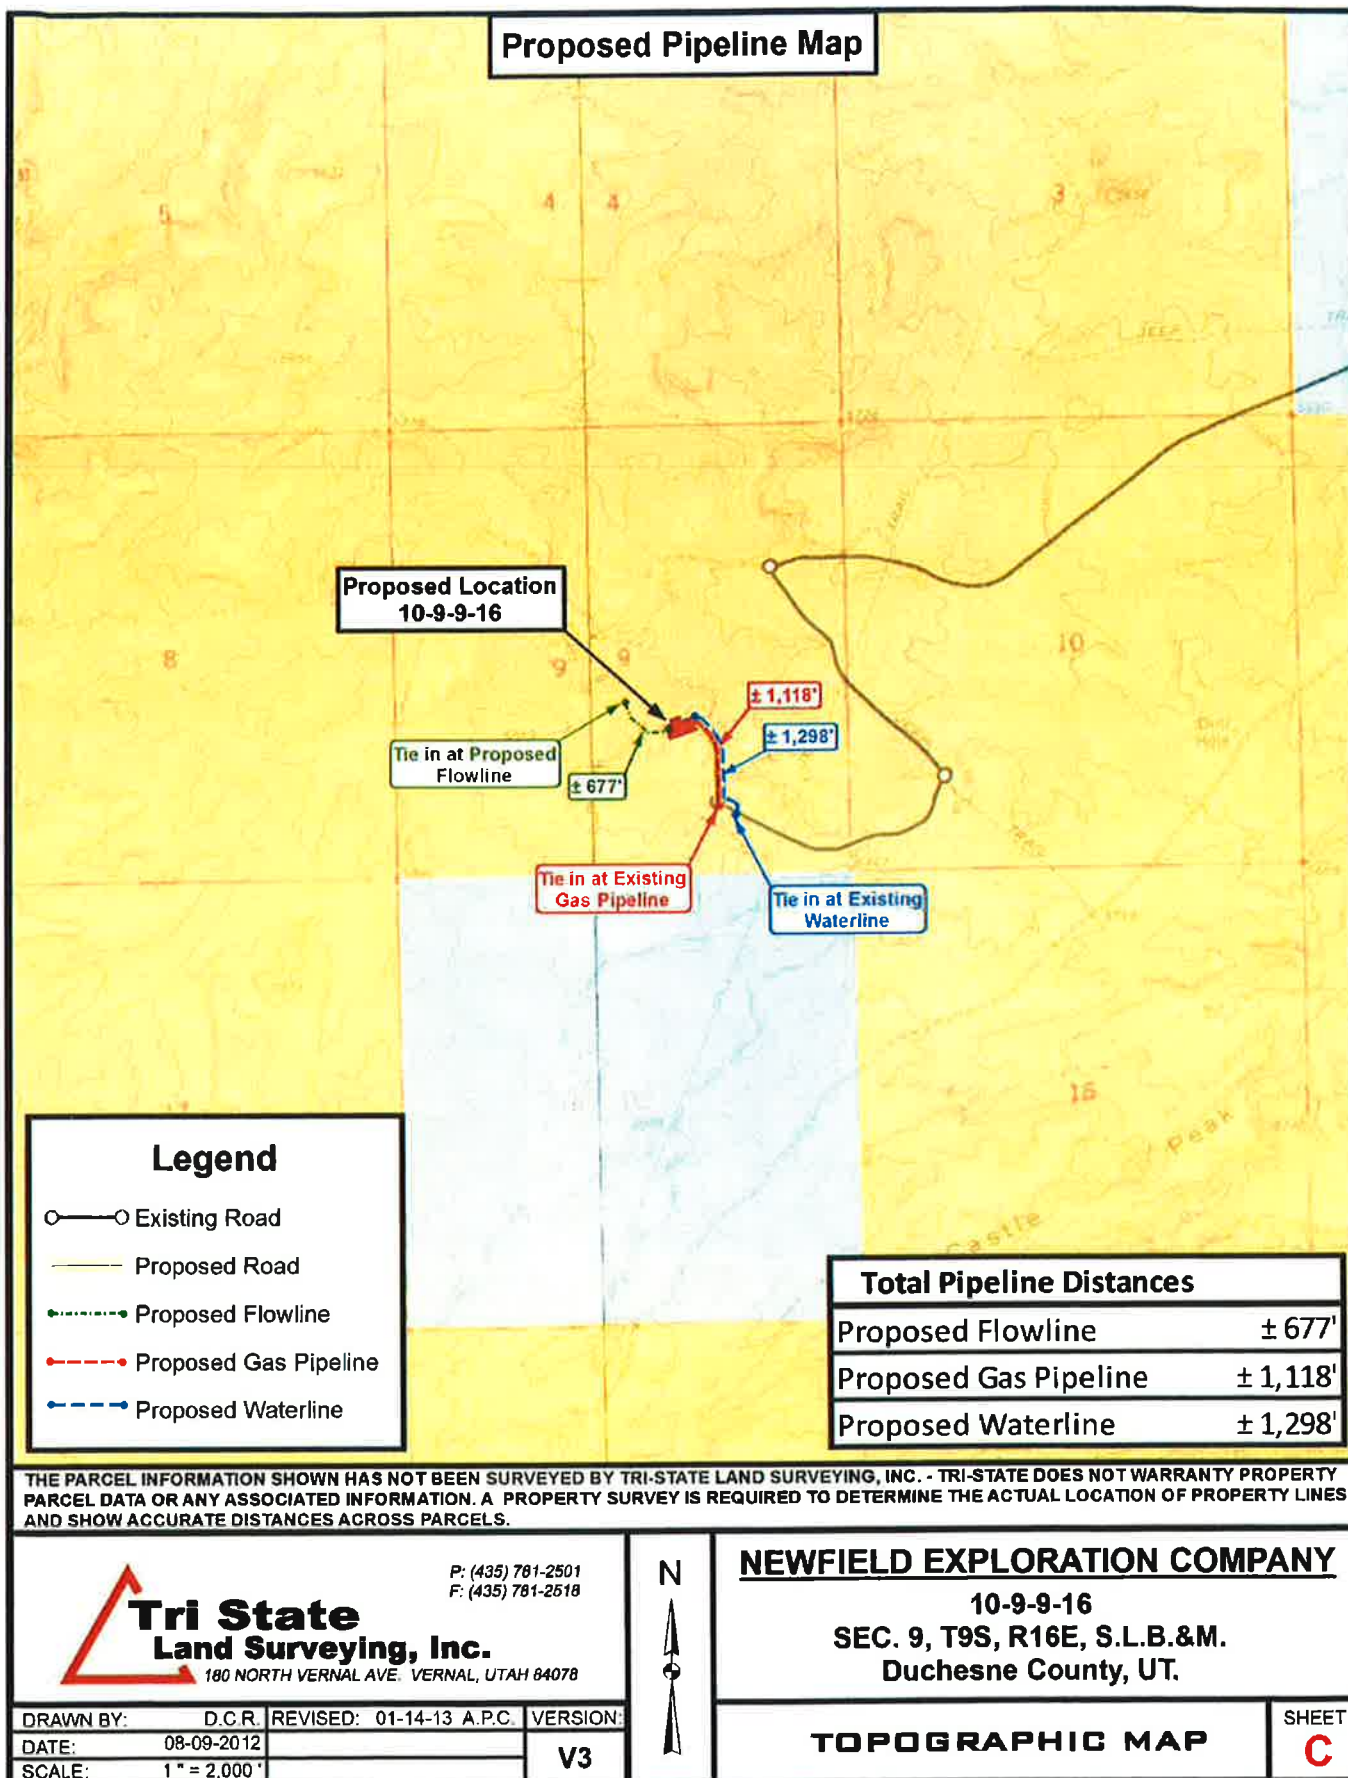 Proposed Pipeline Map
5
4
4
3
JEEP
TRAIL
Proposed Location
10-9-9-16
8
9
9
10
± 1,118'
± 1,298'
Tie in at Proposed
Flowline
± 677'
TRAIL
Tie in at Existing
Gas Pipeline
Tie in at Existing
Waterline
15
Castle Peak
Legend
Existing Road
Proposed Road
Proposed Flowline
Proposed Gas Pipeline
Proposed Waterline
Total Pipeline Distances
Proposed Flowline ± 677'
Proposed Gas Pipeline ± 1,118'
Proposed Waterline ± 1,298'
THE PARCEL INFORMATION SHOWN HAS NOT BEEN SURVEYED BY TRI-STATE LAND SURVEYING, INC. - TRI-STATE DOES NOT WARRANTY PROPERTY
PARCEL DATA OR ANY ASSOCIATED INFORMATION. A PROPERTY SURVEY IS REQUIRED TO DETERMINE THE ACTUAL LOCATION OF PROPERTY LINES
AND SHOW ACCURATE DISTANCES ACROSS PARCELS.
P: (435) 781-2501
F: (435) 781-2518
Tri State
Land Surveying, Inc.
180 NORTH VERNAL AVE. VERNAL, UTAH 84078
N
NEWFIELD EXPLORATION COMPANY
10-9-9-16
SEC. 9, T9S, R16E, S.L.B.&M.
Duchesne County, UT.
DRAWN BY: D.C.R. REVISED: 01-14-13 A.P.C. VERSION:
DATE: 08-09-2012
V3
SCALE: 1 " = 2,000 '
TOPOGRAPHIC MAP
SHEET
C